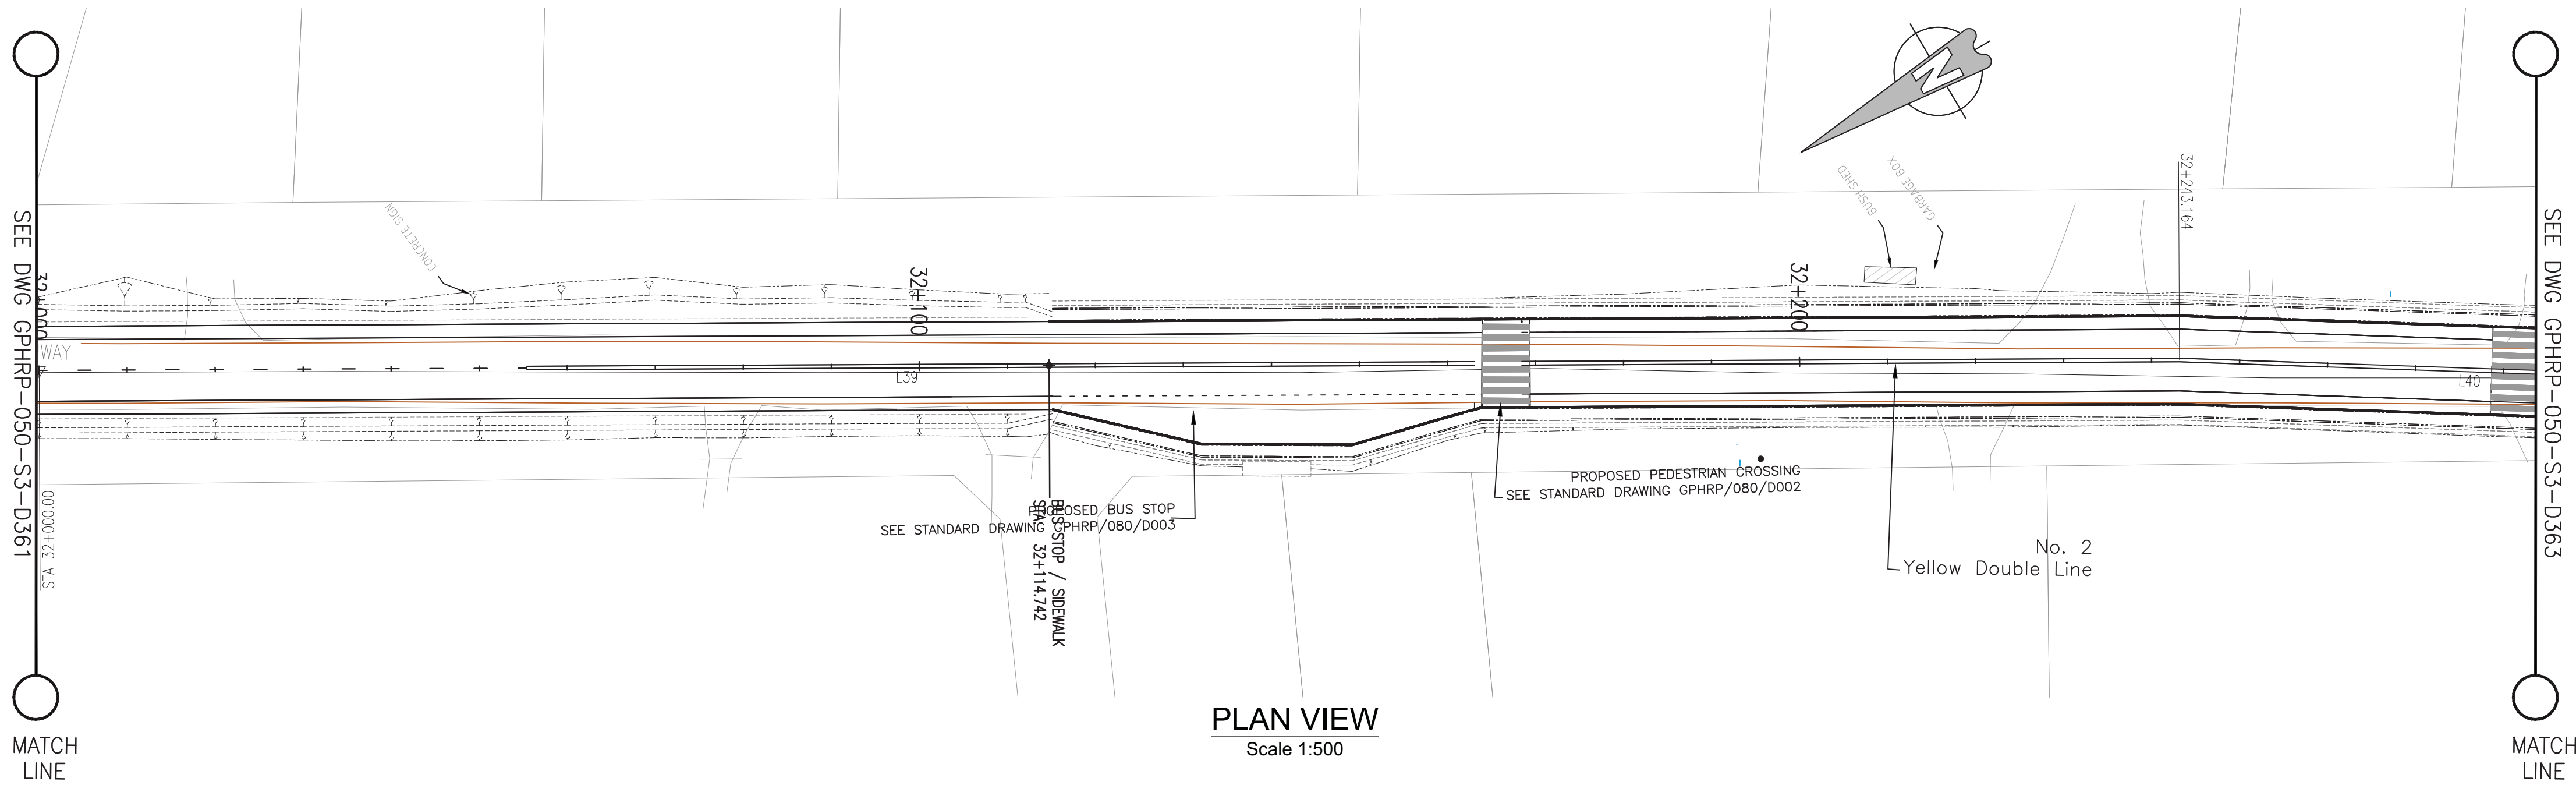 SEE DWG GPHRP-050-S3-D361
MATCH
LINE
STA 32+000.00
WAY
CONCRETE SIGN
32+100
L39
BUS STOP / SIDEWALK
STA 32+114.742
BUS STOP
SEE STANDARD DRAWING GPHRP/080/D003
PROPOSED PEDESTRIAN CROSSING
SEE STANDARD DRAWING GPHRP/080/D002
32+200
BUSH SHED
GARBAGE BOX
N
32+243.164
No. 2
Yellow Double Line
L40
PLAN VIEW
Scale 1:500
SEE DWG GPHRP-050-S3-D363
MATCH
LINE